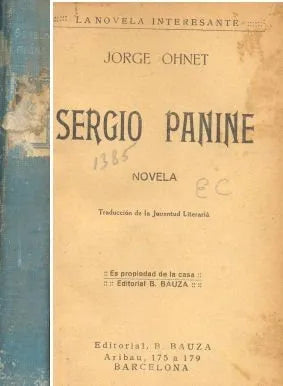 :: LA NOVELA INTERESANTE ::
JORGE OHNET
SERGIO PANINE
1385
NOVELA
EC
Traducción de la Juventud Literaria
:: Es propiedad de la casa ::
:: :: Editorial B. BAUZA :: ::
Editorial, B. BAUZA
Aribau, 175 a 179
BARCELONA